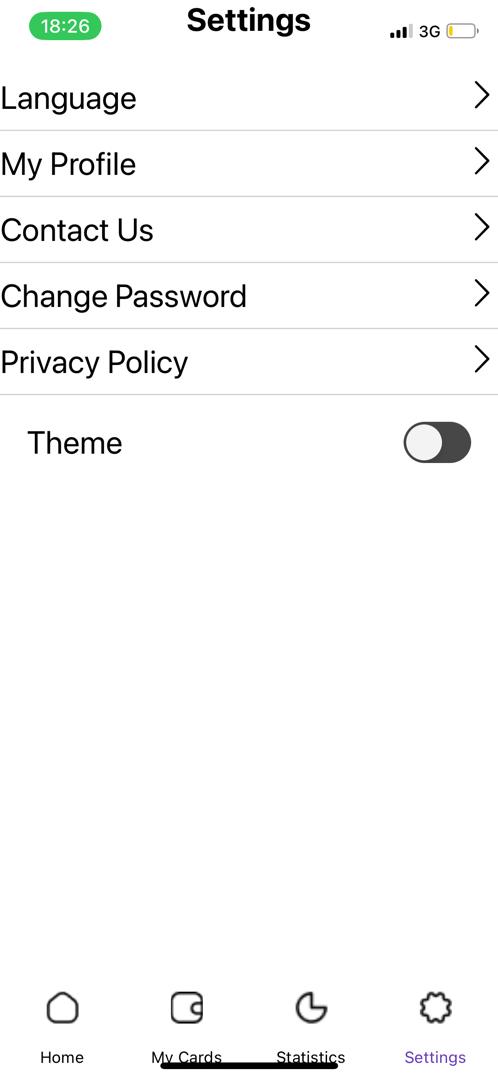 18:26
Settings
3G
Language
My Profile
Contact Us
Change Password
Privacy Policy
Theme
Home
My Cards
Statistics
Settings